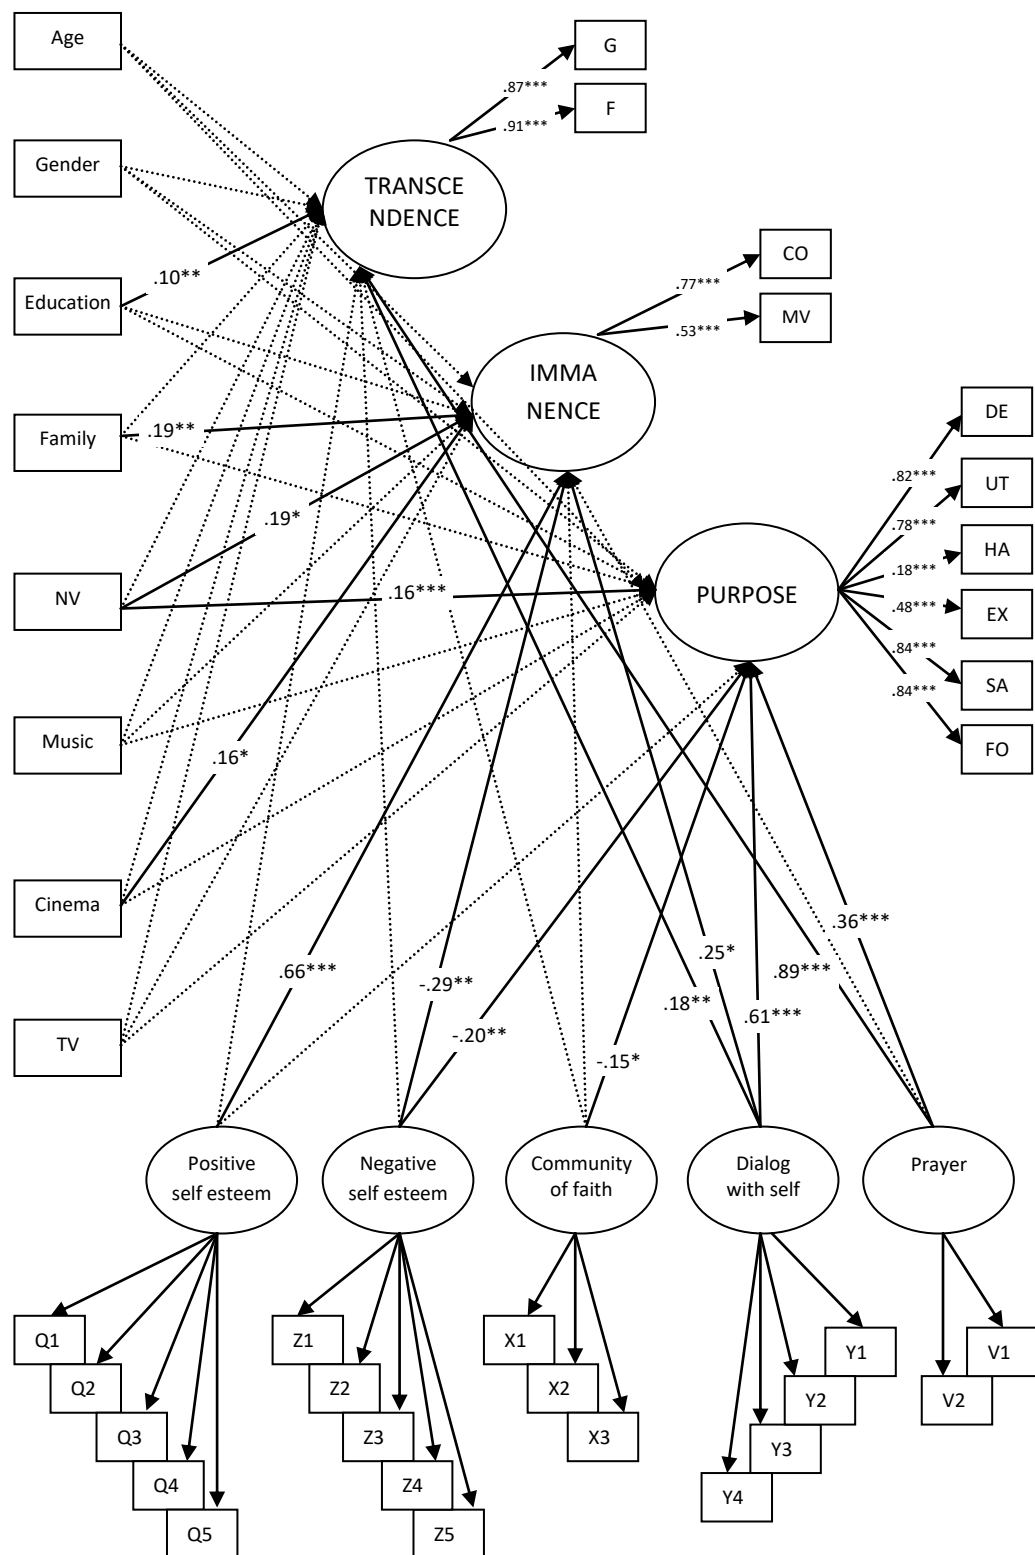 Age
G
.87***
F
.91***
Gender
TRANSCE
NDENCE
CO
.77***
Education
.10**
MV
.53***
IMMA
NENCE
DE
Family
.19**
.82***
UT
.78***
.19*
HA
.18***
NV
.16***
PURPOSE
EX
.48***
.84***
SA
.84***
Music
FO
.16*
Cinema
.36***
.66***
-.29**
.25*
.89***
.18**
.61***
-.20**
TV
-.15*
Positive
self esteem
Negative
self esteem
Community
of faith
Dialog
with self
Prayer
Q1
Z1
X1
Y1
V1
Q2
Z2
X2
Y2
V2
Q3
Z3
X3
Y3
Q4
Z4
Y4
Q5
Z5